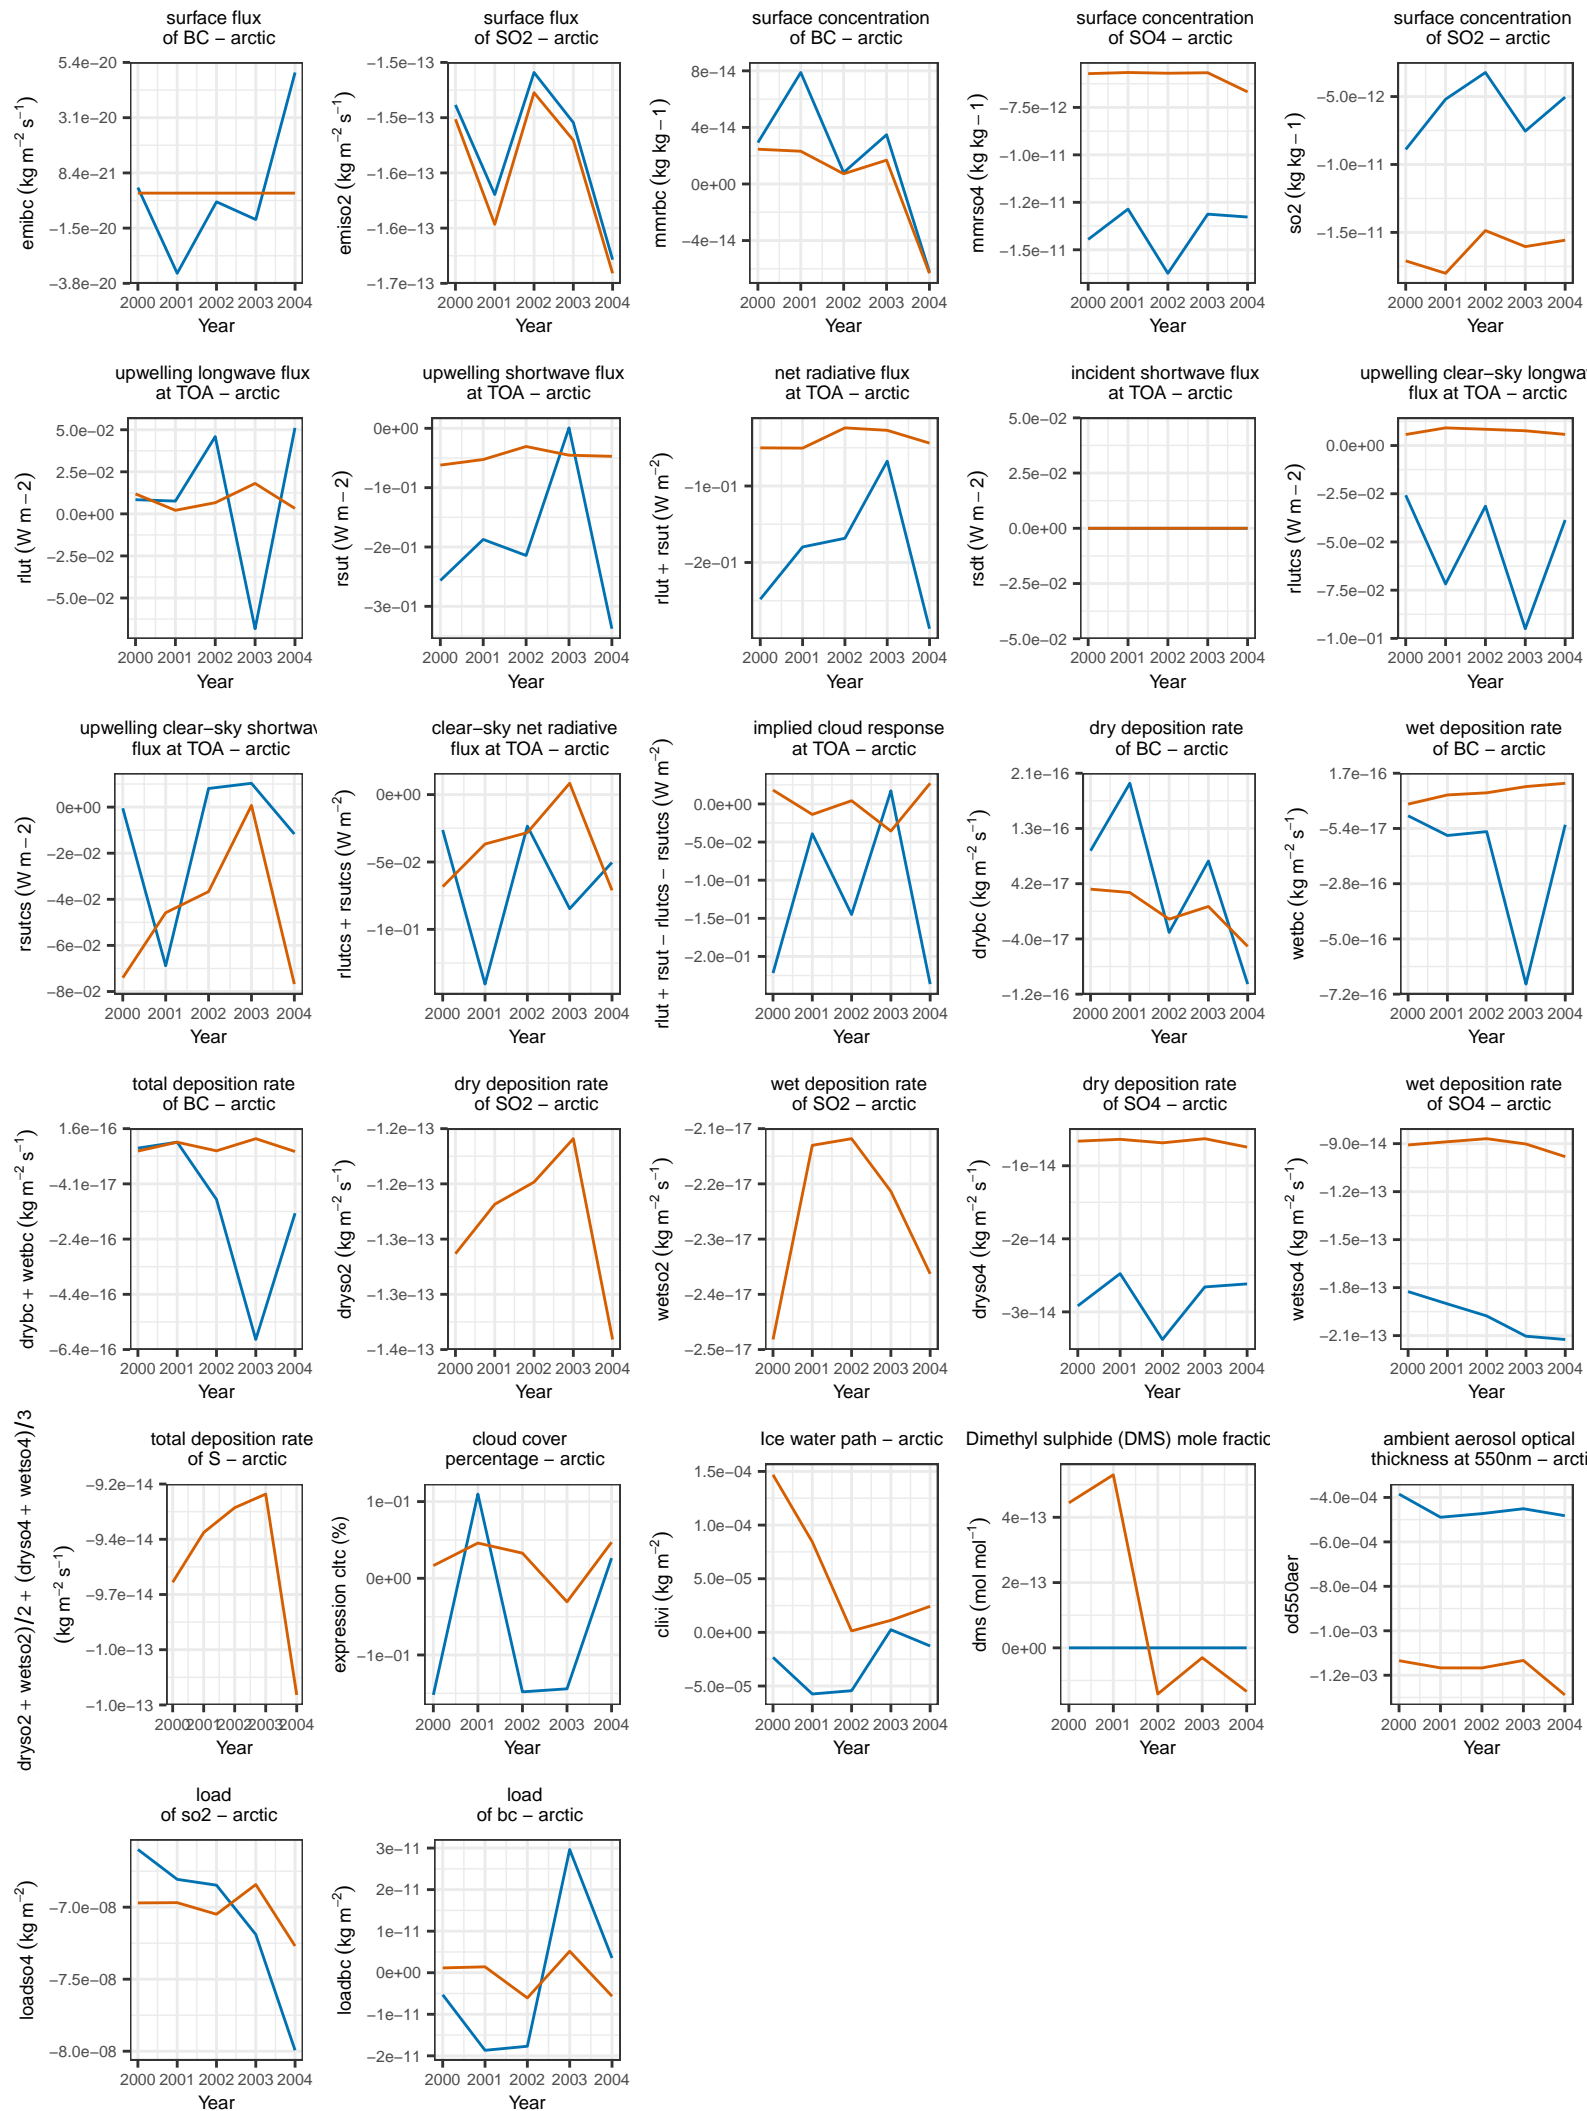 surface flux
of BC − arctic
emibc (kg m−2 s−1)
5.4e−20
3.1e−20
8.4e−21
−1.5e−20
−3.8e−20
2000 2001 2002 2003 2004
Year
surface flux
of SO2 − arctic
emiso2 (kg m−2 s−1)
−1.5e−13
−1.5e−13
−1.6e−13
−1.6e−13
−1.7e−13
2000 2001 2002 2003 2004
Year
surface concentration
of BC − arctic
mmrbc (kg kg − 1)
8e−14
4e−14
0e+00
−4e−14
2000 2001 2002 2003 2004
Year
surface concentration
of SO4 − arctic
mmrso4 (kg kg − 1)
−7.5e−12
−1.0e−11
−1.2e−11
−1.5e−11
2000 2001 2002 2003 2004
Year
surface concentration
of SO2 − arctic
so2 (kg kg − 1)
−5.0e−12
−1.0e−11
−1.5e−11
2000 2001 2002 2003 2004
Year
upwelling longwave flux
at TOA − arctic
rlut (W m − 2)
5.0e−02
2.5e−02
0.0e+00
−2.5e−02
−5.0e−02
2000 2001 2002 2003 2004
Year
upwelling shortwave flux
at TOA − arctic
rsut (W m − 2)
0e+00
−1e−01
−2e−01
−3e−01
2000 2001 2002 2003 2004
Year
net radiative flux
at TOA − arctic
rlut + rsut (W m−2)
−1e−01
−2e−01
2000 2001 2002 2003 2004
Year
incident shortwave flux
at TOA − arctic
rsdt (W m − 2)
5.0e−02
2.5e−02
0.0e+00
−2.5e−02
−5.0e−02
2000 2001 2002 2003 2004
Year
upwelling clear−sky longwav
flux at TOA − arctic
rlutcs (W m − 2)
0.0e+00
−2.5e−02
−5.0e−02
−7.5e−02
−1.0e−01
2000 2001 2002 2003 2004
Year
upwelling clear−sky shortwav
flux at TOA − arctic
rsutcs (W m − 2)
0e+00
−2e−02
−4e−02
−6e−02
−8e−02
2000 2001 2002 2003 2004
Year
clear−sky net radiative
flux at TOA − arctic
rlutcs + rsutcs (W m−2)
0e+00
−5e−02
−1e−01
2000 2001 2002 2003 2004
Year
implied cloud response
at TOA − arctic
rlut + rsut − rlutcs − rsutcs (W m−2)
0.0e+00
−5.0e−02
−1.0e−01
−1.5e−01
−2.0e−01
2000 2001 2002 2003 2004
Year
dry deposition rate
of BC − arctic
drybc (kg m−2 s−1)
2.1e−16
1.3e−16
4.2e−17
−4.0e−17
−1.2e−16
2000 2001 2002 2003 2004
Year
wet deposition rate
of BC − arctic
wetbc (kg m−2 s−1)
1.7e−16
−5.4e−17
−2.8e−16
−5.0e−16
−7.2e−16
2000 2001 2002 2003 2004
Year
total deposition rate
of BC − arctic
drybc + wetbc (kg m−2 s−1)
1.6e−16
−4.1e−17
−2.4e−16
−4.4e−16
−6.4e−16
2000 2001 2002 2003 2004
Year
dry deposition rate
of SO2 − arctic
dryso2 (kg m−2 s−1)
−1.2e−13
−1.2e−13
−1.3e−13
−1.3e−13
−1.4e−13
2000 2001 2002 2003 2004
Year
wet deposition rate
of SO2 − arctic
wetso2 (kg m−2 s−1)
−2.1e−17
−2.2e−17
−2.3e−17
−2.4e−17
−2.5e−17
2000 2001 2002 2003 2004
Year
dry deposition rate
of SO4 − arctic
dryso4 (kg m−2 s−1)
−1e−14
−2e−14
−3e−14
2000 2001 2002 2003 2004
Year
wet deposition rate
of SO4 − arctic
wetso4 (kg m−2 s−1)
−9.0e−14
−1.2e−13
−1.5e−13
−1.8e−13
−2.1e−13
2000 2001 2002 2003 2004
Year
total deposition rate
of S − arctic
dryso2 + wetso2)/2 + (dryso4 + wetso4)/3
(kg m−2 s−1)
−9.2e−14
−9.4e−14
−9.7e−14
−1.0e−13
−1.0e−13
2000 2001 2002 2003 2004
Year
cloud cover
percentage − arctic
expression cltc (%)
1e−01
0e+00
−1e−01
2000 2001 2002 2003 2004
Year
Ice water path − arctic
clivi (kg m−2)
1.5e−04
1.0e−04
5.0e−05
0.0e+00
−5.0e−05
2000 2001 2002 2003 2004
Year
Dimethyl sulphide (DMS) mole fractic
dms (mol mol−1)
4e−13
2e−13
0e+00
2000 2001 2002 2003 2004
Year
ambient aerosol optical
thickness at 550nm − arcti
od550aer
−4.0e−04
−6.0e−04
−8.0e−04
−1.0e−03
−1.2e−03
2000 2001 2002 2003 2004
Year
load
of so2 − arctic
loadso4 (kg m−2)
−7.0e−08
−7.5e−08
−8.0e−08
2000 2001 2002 2003 2004
Year
load
of bc − arctic
loadbc (kg m−2)
3e−11
2e−11
1e−11
0e+00
−1e−11
−2e−11
2000 2001 2002 2003 2004
Year